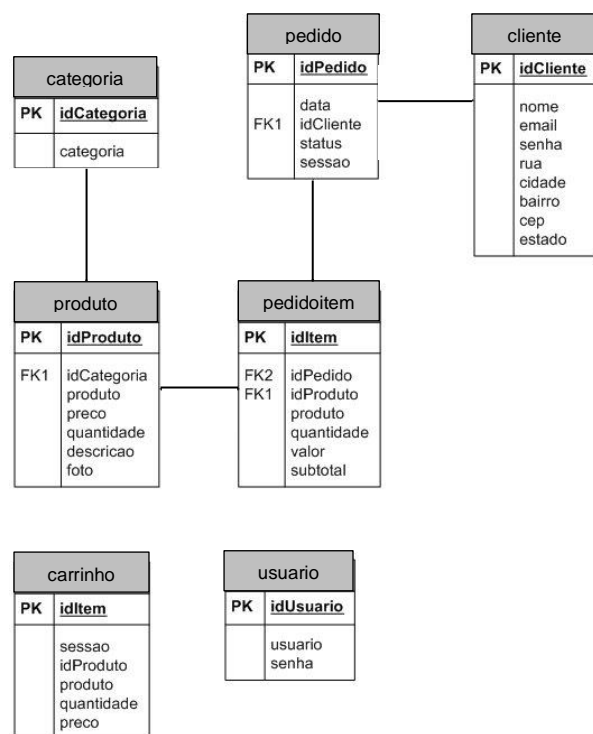 pedido
PK idPedido
data
FK1 idCliente
status
sessao
cliente
PK idCliente
nome
email
senha
rua
cidade
bairro
cep
estado
categoria
PK idCategoria
categoria
produto
PK idProduto
FK1 idCategoria
produto
preco
quantidade
descricao
foto
pedidoitem
PK idItem
FK2 idPedido
FK1 idProduto
produto
quantidade
valor
subtotal
carrinho
PK idItem
sessao
idProduto
produto
quantidade
preco
usuario
PK idUsuario
usuario
senha